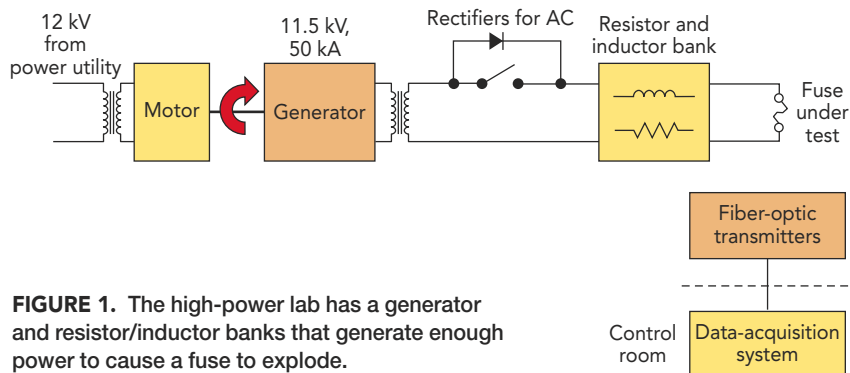 12 kV
from
power utility
Motor
11.5 kV,
50 kA
Generator
Rectifiers for AC
Resistor and
inductor bank
Fuse
under
test
Fiber-optic
transmitters
Control
room
Data-acquisition
system
FIGURE 1. The high-power lab has a generator
and resistor/inductor banks that generate enough
power to cause a fuse to explode.